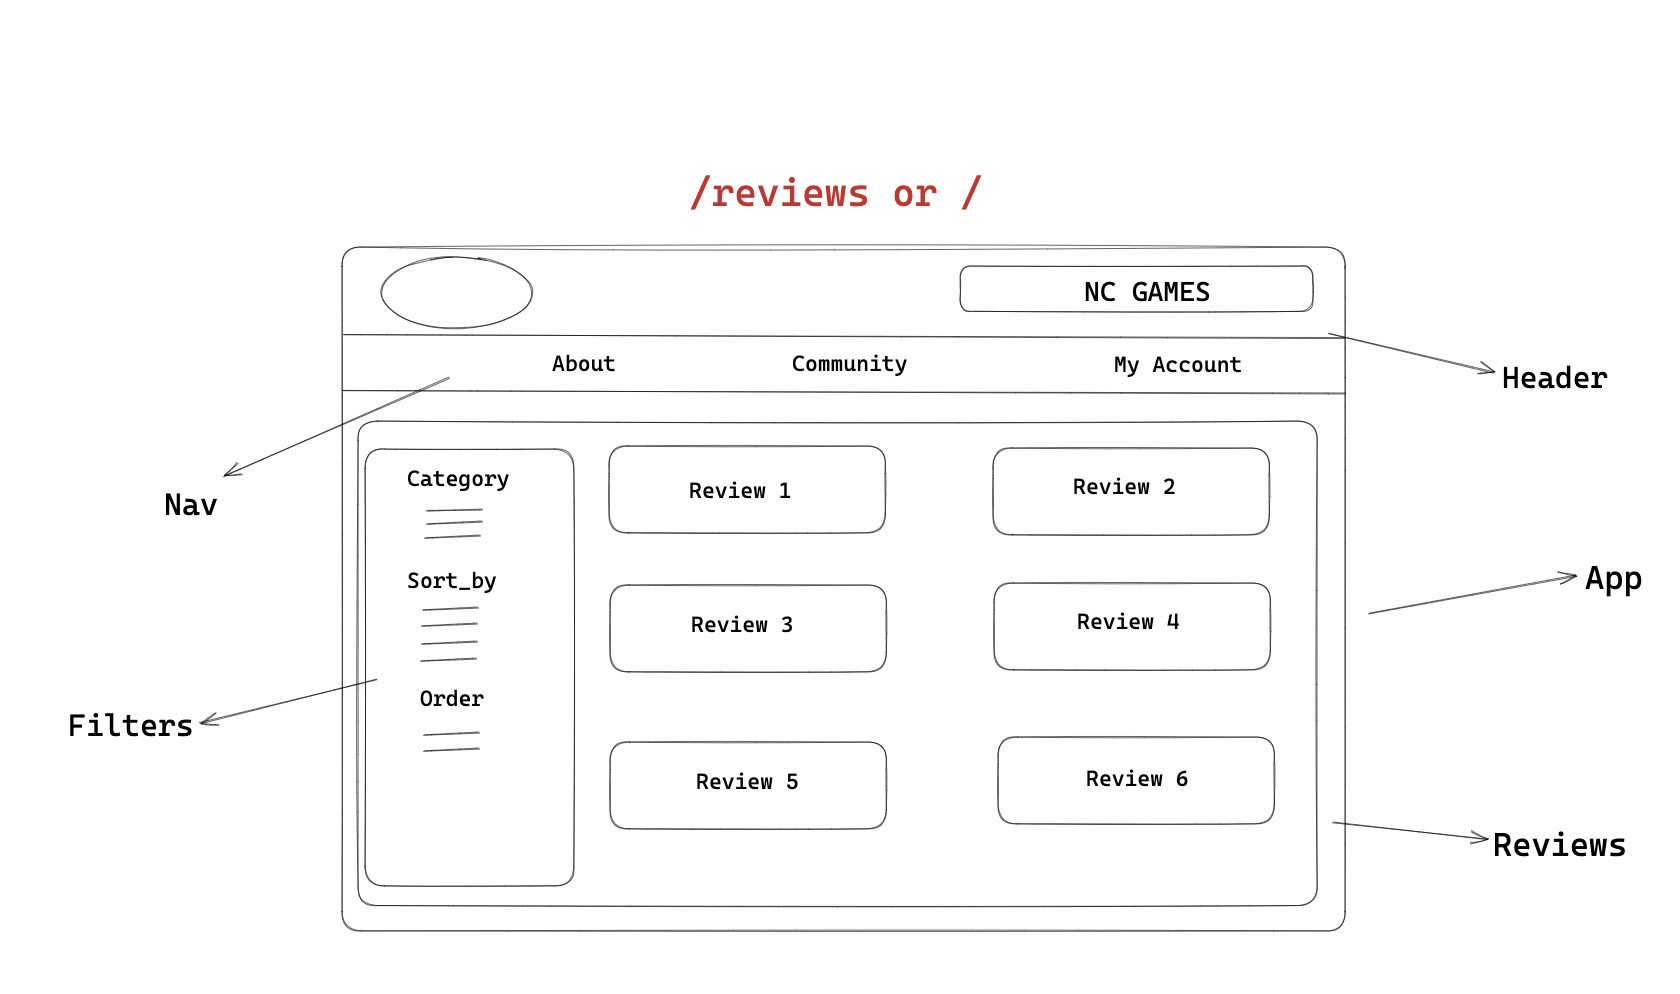 /reviews or /
NC GAMES
About
Community
My Account
Header
Nav
Category
Review 1
Review 2
Sort_by
App
Review 3
Review 4
Order
Filters
Review 5
Review 6
Reviews